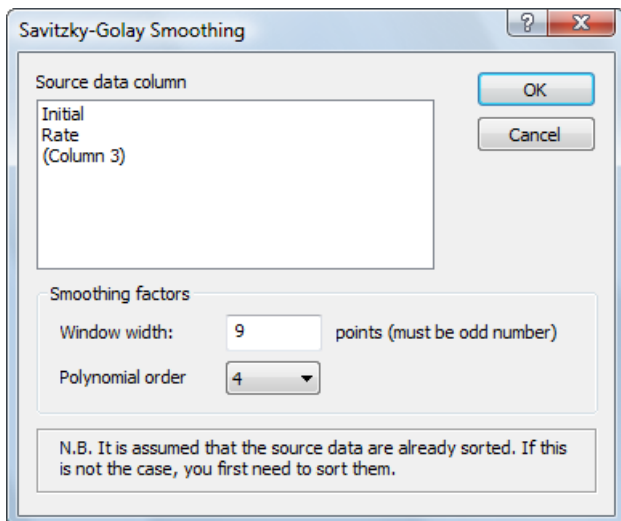 Savitzky-Golay Smoothing
?
X
Source data column
OK
Initial
Rate
(Column 3)
Cancel
Smoothing factors
Window width: 9 points (must be odd number)
Polynomial order 4
N.B. It is assumed that the source data are already sorted. If this
is not the case, you first need to sort them.